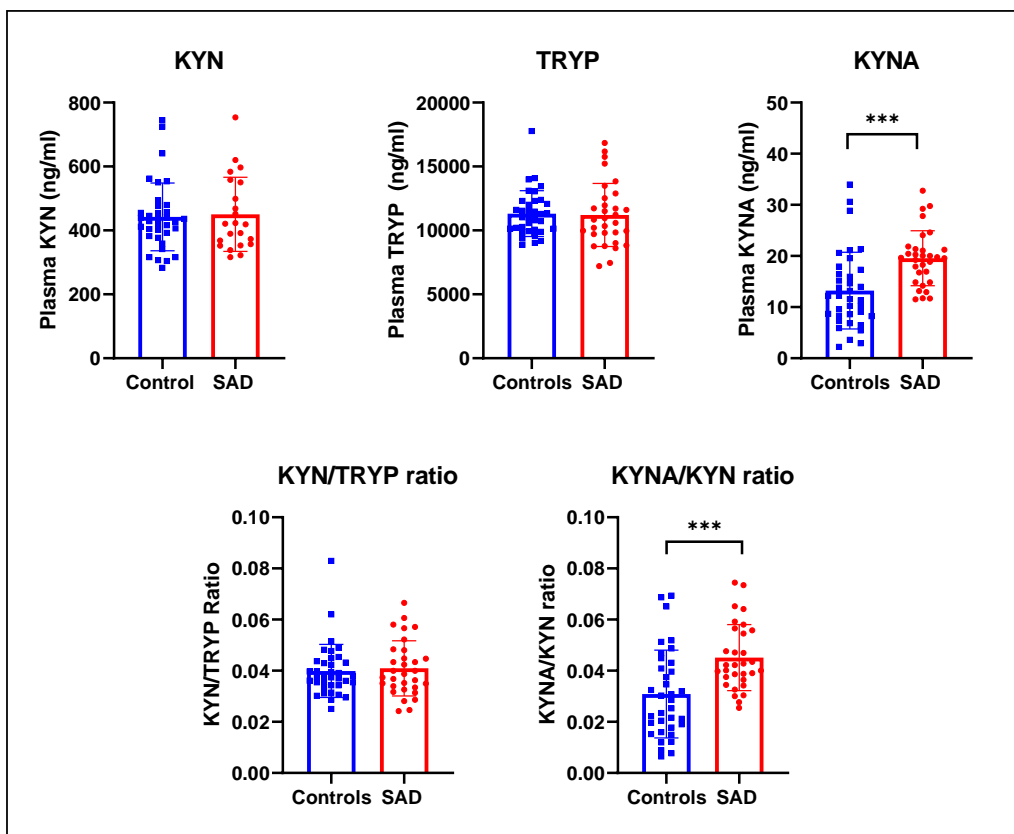 KYN
TRYP
KYNA
Plasma KYN (ng/ml)
800
600
400
200
0
Control SAD
Plasma TRYP (ng/ml)
20000
15000
10000
5000
0
Controls SAD
Plasma KYNA (ng/ml)
50
40
30
20
10
0
***
Controls SAD
KYN/TRYP ratio
KYNA/KYN ratio
KYN/TRYP Ratio
0.10
0.08
0.06
0.04
0.02
0.00
Controls SAD
KYNA/KYN ratio
0.10
0.08
0.06
0.04
0.02
0.00
***
Controls SAD